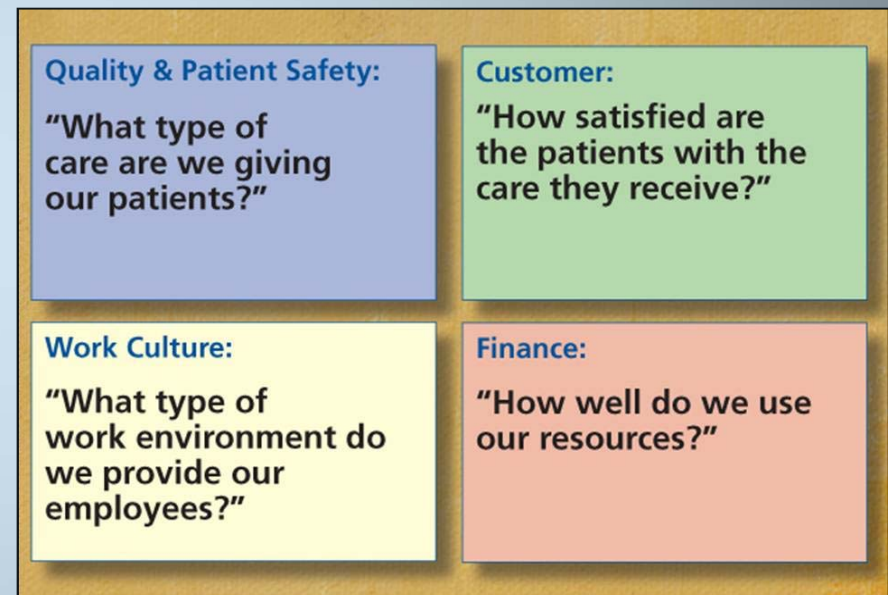 Quality & Patient Safety:
“What type of
care are we giving
our patients?”
Customer:
“How satisfied are
the patients with the
care they receive?”
Work Culture:
“What type of
work environment do
we provide our
employees?”
Finance:
“How well do we use
our resources?”